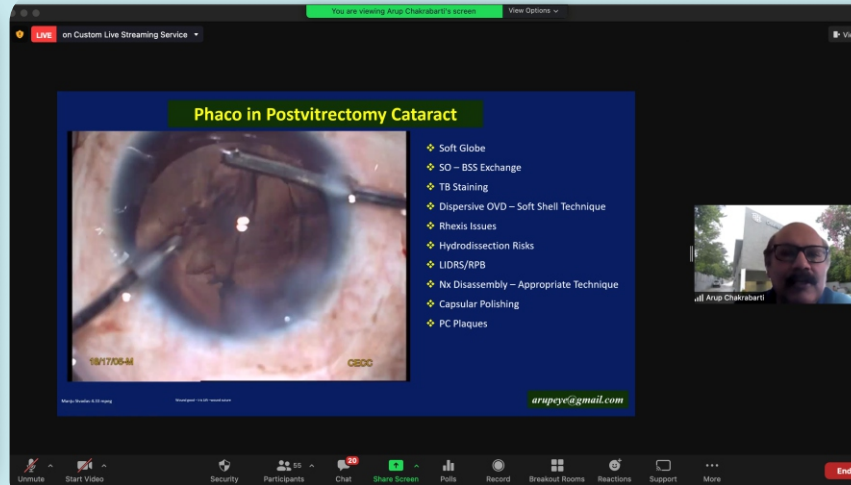 You are viewing Arup Chakrabarti's screen
View Options
LIVE on Custom Live Streaming Service
Phaco in Postvitrectomy Cataract
Soft Globe
SO – BSS Exchange
TB Staining
Dispersive OVD – Soft Shell Technique
Rhexis Issues
Hydrodissection Risks
LIDRS/RPB
Nx Disassembly – Appropriate Technique
Capsular Polishing
PC Plaques
CECC
arupeye@gmail.com
Arup Chakrabarti
Unmute
Start Video
Security
55
Participants
20
Chat
Share Screen
Polls
Record
Breakout Rooms
Reactions
Support
More
End